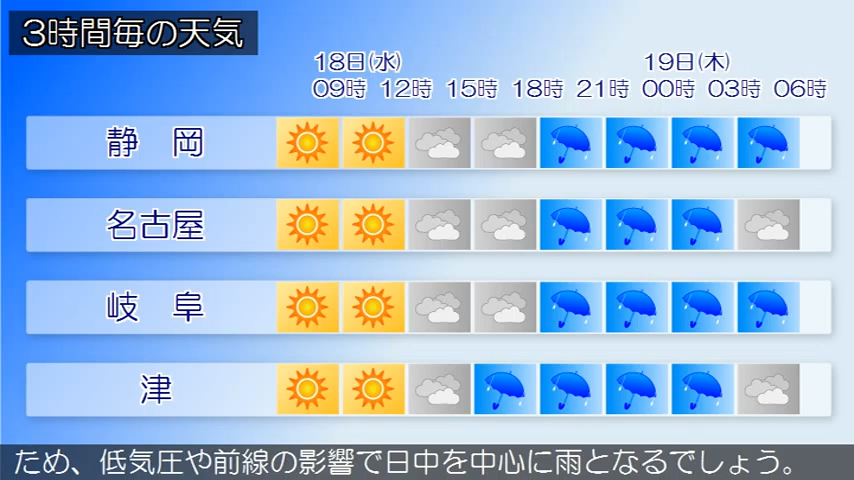 3時間毎の天気
18日(水) 19日(木)
09時 12時 15時 18時 21時 00時 03時 06時
静 岡
名古屋
岐 阜
津
ため、低気圧や前線の影響で日中を中心に雨となるでしょう。